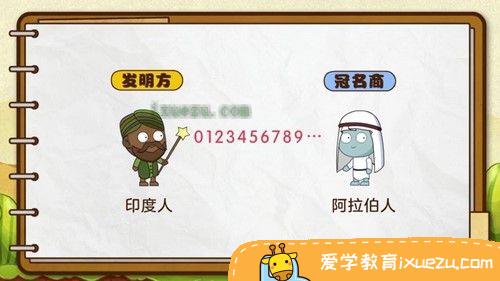 发明方
冠名商
ixuezu.com
0123456789…
印度人
阿拉伯人
爱学教育ixuezu.com